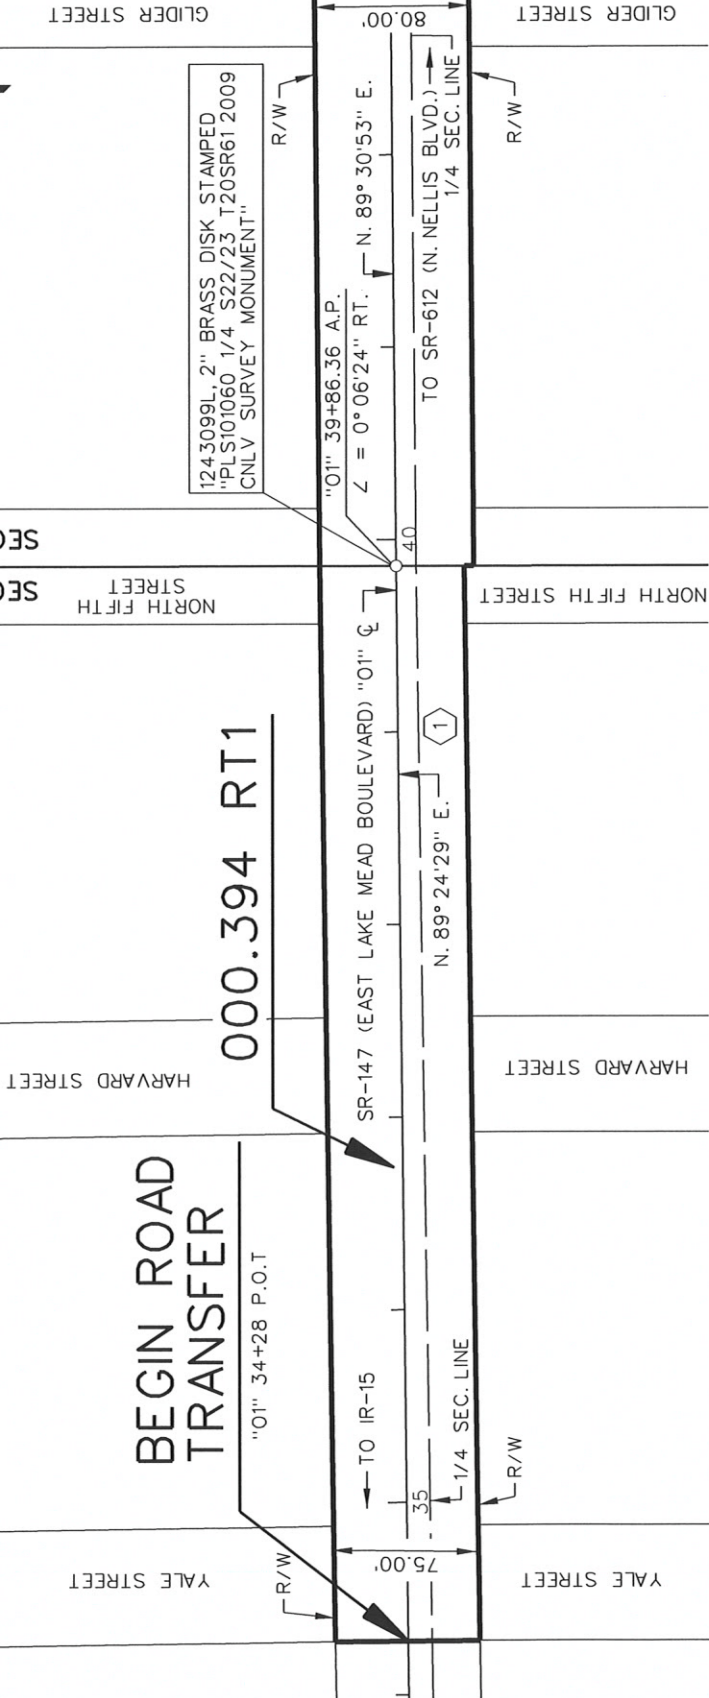 GLIDER STREET
80.00'
GLIDER STREET
R/W
R/W
1243099L, 2" BRASS DISK STAMPED
"PLS101060 1/4 S22/23 T20SR61 2009
CNLV SURVEY MONUMENT"
N. 89° 30'53" E.
TO SR-612 (N. NELLIS BLVD.)
1/4 SEC. LINE
"O1" 39+86.36 A.P.
∠ = 0° 06'24" RT.
40
NORTH FIFTH
STREET
NORTH FIFTH STREET
SR-147 (EAST LAKE MEAD BOULEVARD) "O1" ℄
1
N. 89° 24'29" E.
000.394 RT1
HARVARD STREET
HARVARD STREET
BEGIN ROAD
TRANSFER
"O1" 34+28 P.O.T
TO IR-15
35
1/4 SEC. LINE
R/W
R/W
75.00'
YALE STREET
YALE STREET